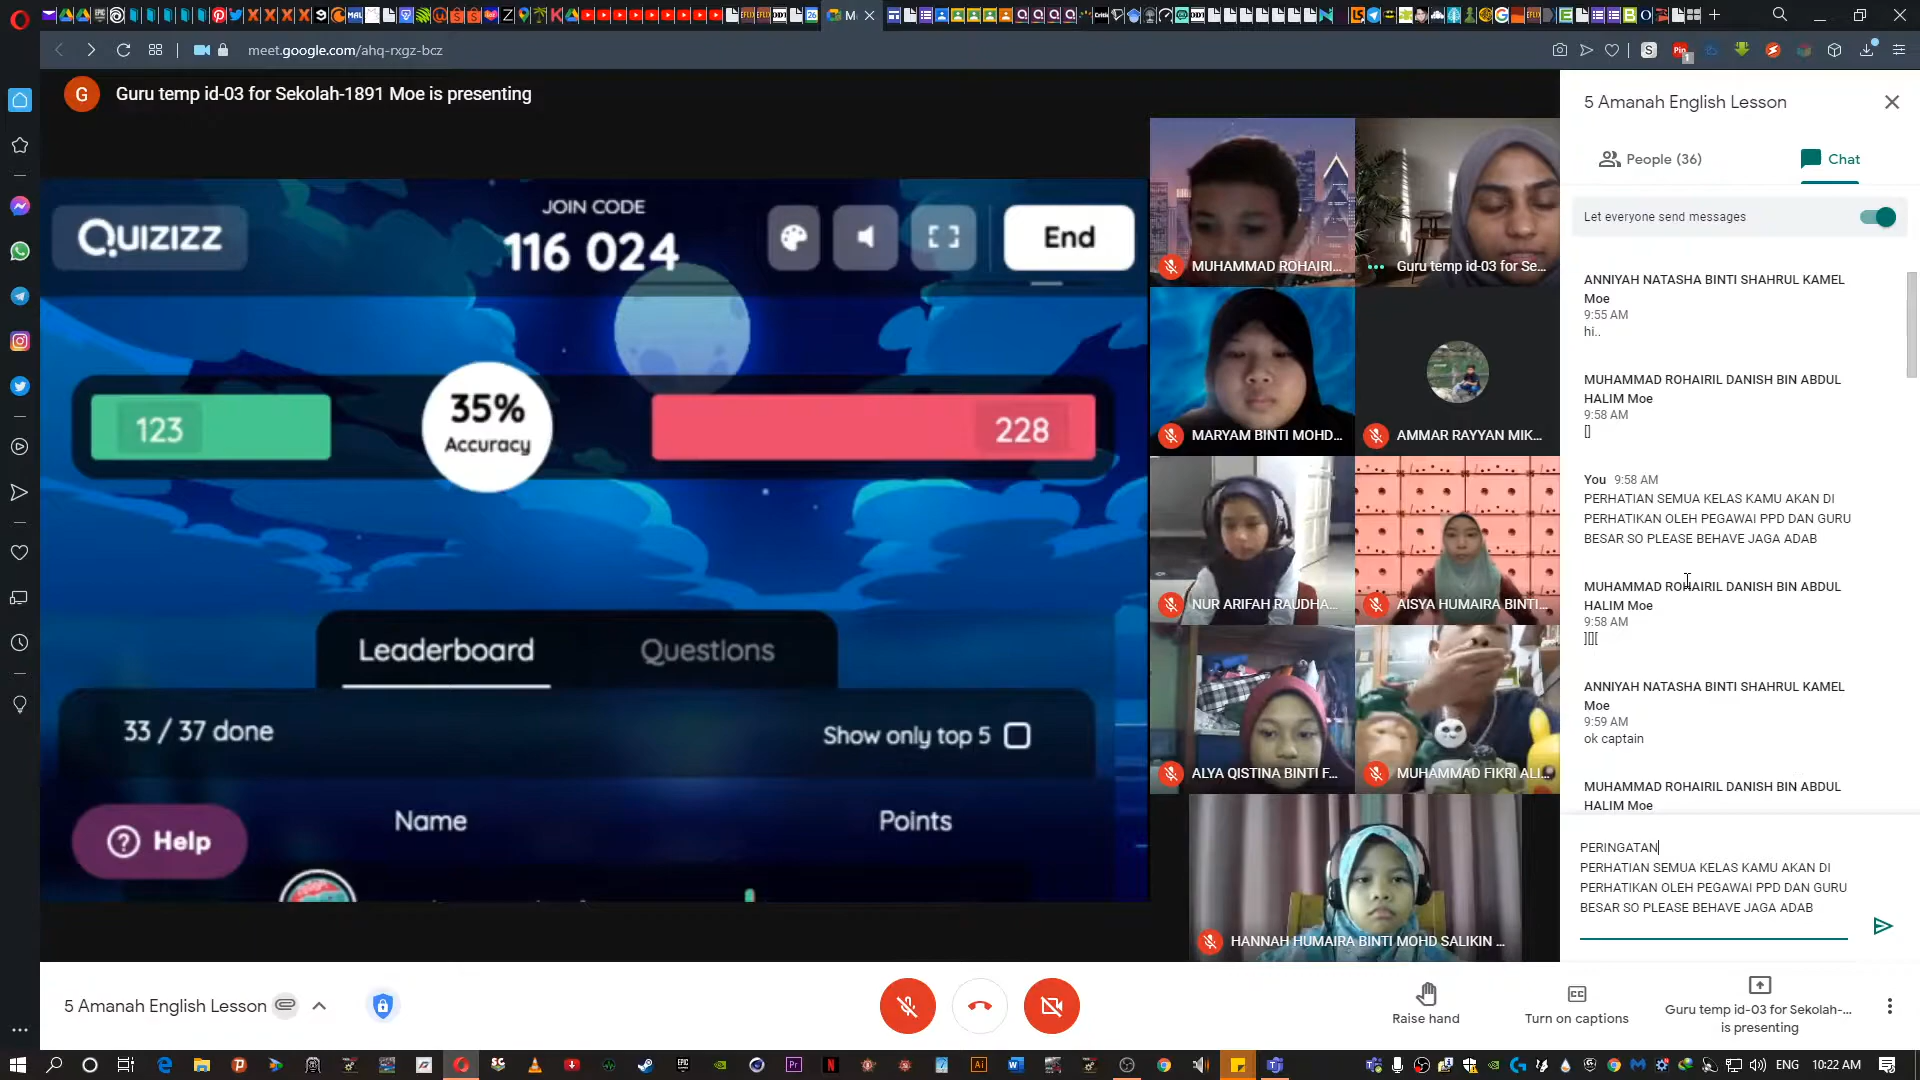 meet.google.com/ahq-rxgz-bcz
G
Guru temp id-03 for Sekolah-1891 Moe is presenting
Quizizz
JOIN CODE
116 024
End
123
35%
Accuracy
228
Leaderboard
Questions
33 / 37 done
Show only top 5
Name
Points
Help
MUHAMMAD ROHAIRI...
Guru temp id-03 for Se...
MARYAM BINTI MOHD...
AMMAR RAYYAN MIK...
NUR ARIFAH RAUDHA...
AISYA HUMAIRA BINTI...
ALYA QISTINA BINTI F...
MUHAMMAD FIKRI ALI...
HANNAH HUMAIRA BINTI MOHD SALIKIN ...
5 Amanah English Lesson
People (36)
Chat
Let everyone send messages
ANNIYAH NATASHA BINTI SHAHRUL KAMEL
Moe
9:55 AM
hi..
MUHAMMAD ROHAIRIL DANISH BIN ABDUL
HALIM Moe
9:58 AM
[]
You 9:58 AM
PERHATIAN SEMUA KELAS KAMU AKAN DI
PERHATIKAN OLEH PEGAWAI PPD DAN GURU
BESAR SO PLEASE BEHAVE JAGA ADAB
MUHAMMAD ROHAIRIL DANISH BIN ABDUL
HALIM Moe
9:58 AM
][][
ANNIYAH NATASHA BINTI SHAHRUL KAMEL
Moe
9:59 AM
ok captain
MUHAMMAD ROHAIRIL DANISH BIN ABDUL
HALIM Moe
PERINGATAN
PERHATIAN SEMUA KELAS KAMU AKAN DI
PERHATIKAN OLEH PEGAWAI PPD DAN GURU
BESAR SO PLEASE BEHAVE JAGA ADAB
5 Amanah English Lesson
Raise hand
Turn on captions
Guru temp id-03 for Sekolah-...
is presenting
ENG
10:22 AM